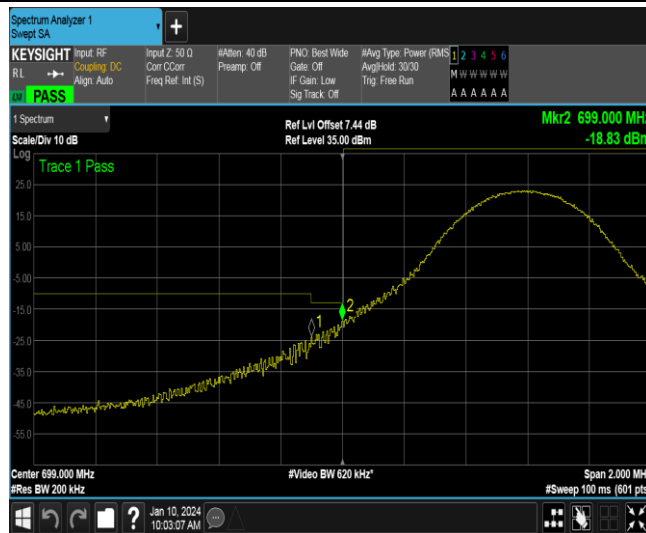 Spectrum Analyzer 1
Swept SA
+
KEYSIGHT
RL
LV PASS
Input: RF
Coupling: DC
Align: Auto
Input Z: 50 Ω
Corr CCorr
Freq Ref: Int (S)
#Atten: 40 dB
Preamp: Off
PNO: Best Wide
Gate: Off
IF Gain: Low
Sig Track: Off
#Avg Type: Power (RMS
Avg|Hold: 30/30
Trig: Free Run
1 2 3 4 5 6
M W W W W W
A A A A A A
1 Spectrum
Scale/Div 10 dB
Ref Lvl Offset 7.44 dB
Ref Level 35.00 dBm
Mkr2 699.000 MHz
-18.83 dBm
Log
Trace 1 Pass
25.0
15.0
5.00
-5.00
-15.0
-25.0
-35.0
-45.0
-55.0
1
2
Center 699.000 MHz
#Res BW 200 kHz
#Video BW 620 kHz*
Span 2.000 MHz
#Sweep 100 ms (601 pts
?
Jan 10, 2024
10:03:07 AM